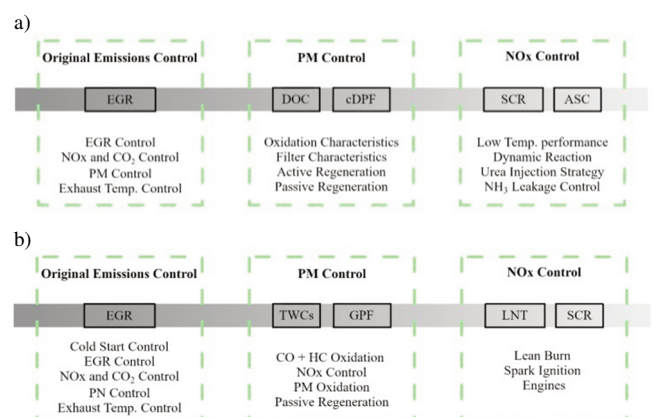 a)
Original Emissions Control
PM Control
NOx Control
EGR
DOC
cDPF
SCR
ASC
EGR Control
NOx and CO₂ Control
PM Control
Exhaust Temp. Control
Oxidation Characteristics
Filter Characteristics
Active Regeneration
Passive Regeneration
Low Temp. performance
Dynamic Reaction
Urea Injection Strategy
NH₃ Leakage Control
b)
Original Emissions Control
PM Control
NOx Control
EGR
TWCs
GPF
LNT
SCR
Cold Start Control
EGR Control
NOx and CO₂ Control
PN Control
Exhaust Temp. Control
CO + HC Oxidation
NOx Control
PM Oxidation
Passive Regeneration
Lean Burn
Spark Ignition
Engines